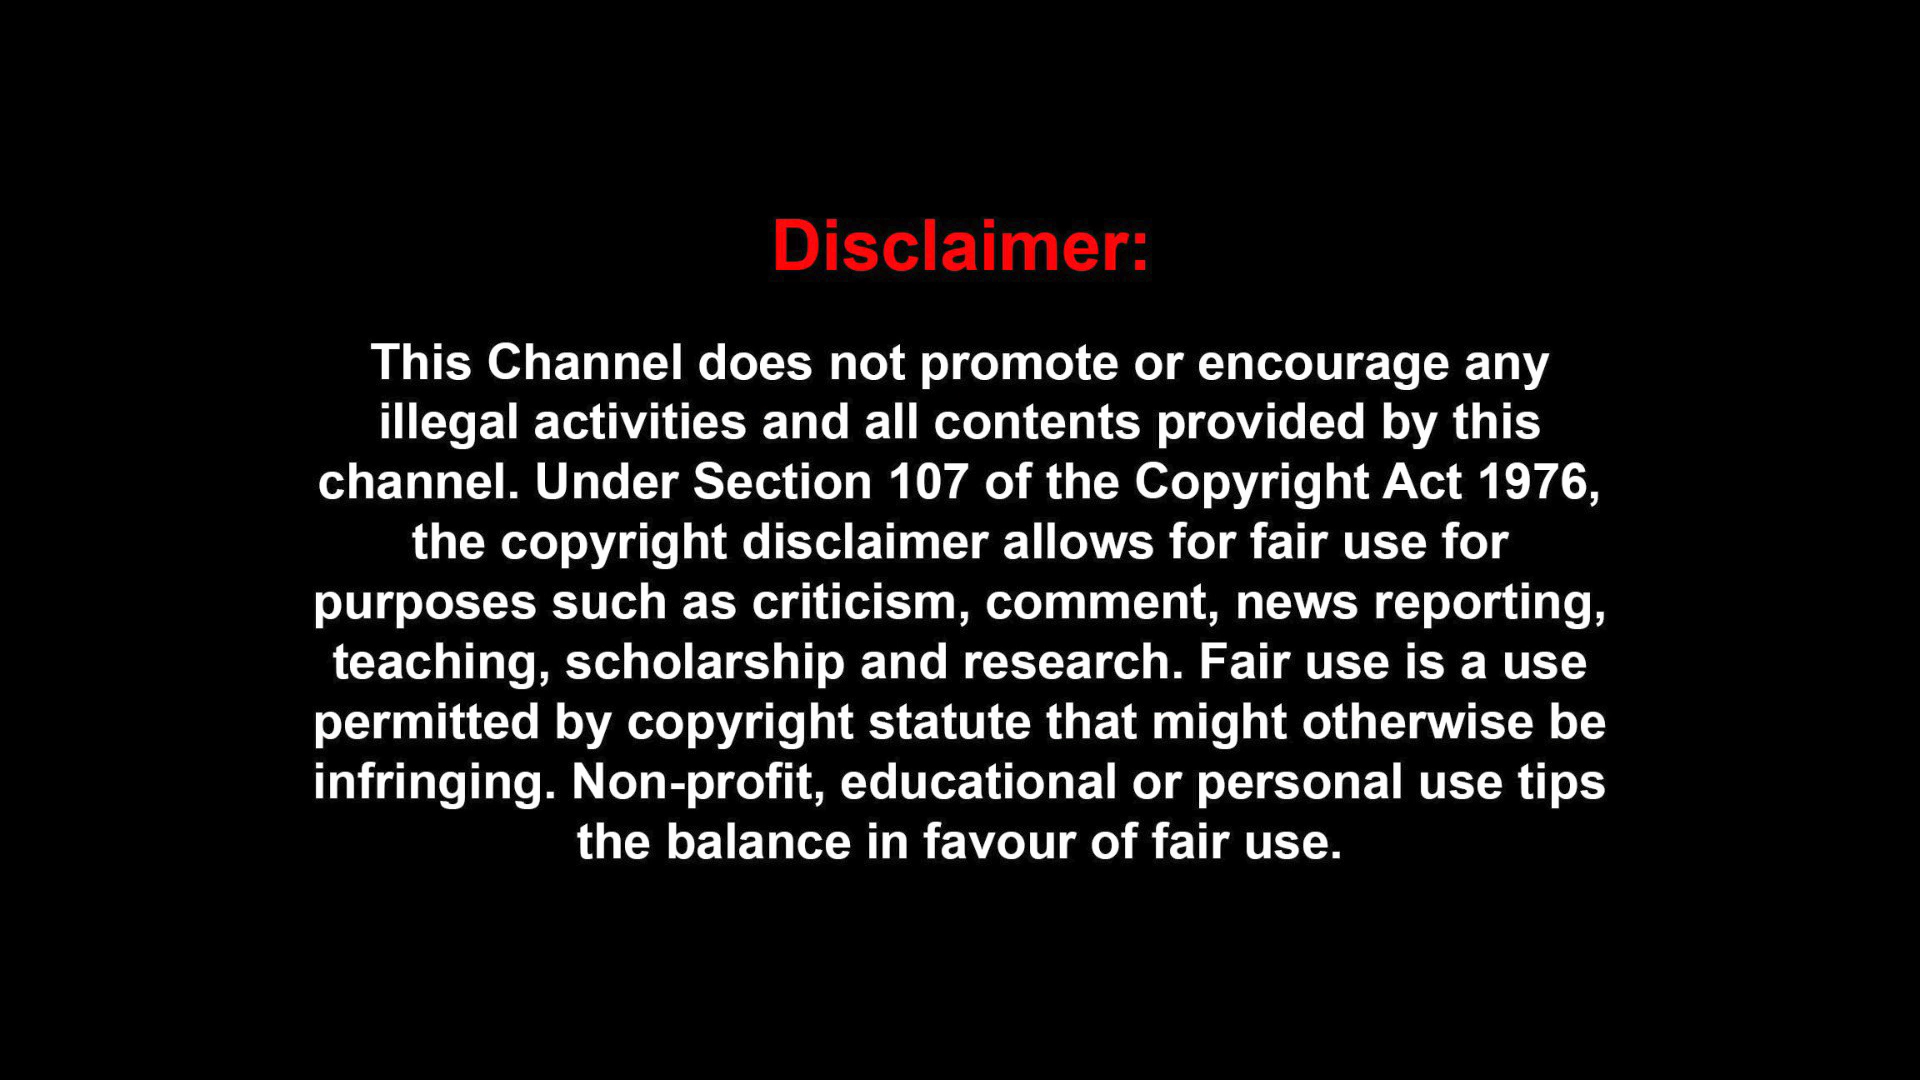 Disclaimer:
This Channel does not promote or encourage any
illegal activities and all contents provided by this
channel. Under Section 107 of the Copyright Act 1976,
the copyright disclaimer allows for fair use for
purposes such as criticism, comment, news reporting,
teaching, scholarship and research. Fair use is a use
permitted by copyright statute that might otherwise be
infringing. Non-profit, educational or personal use tips
the balance in favour of fair use.